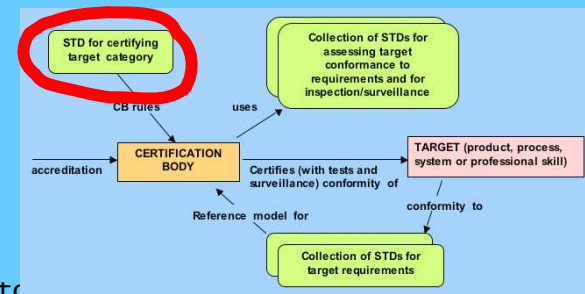 STD for certifying
target category
Collection of STDs for
assessing target
conformance to
requirements and for
inspection/surveillance
CB rules
uses
CERTIFICATION
BODY
TARGET (product, process,
system or professional skill)
accreditation
Certifies (with tests and
surveillance) conformity of
conformity to
Reference model for
Collection of STDs for
target requirements